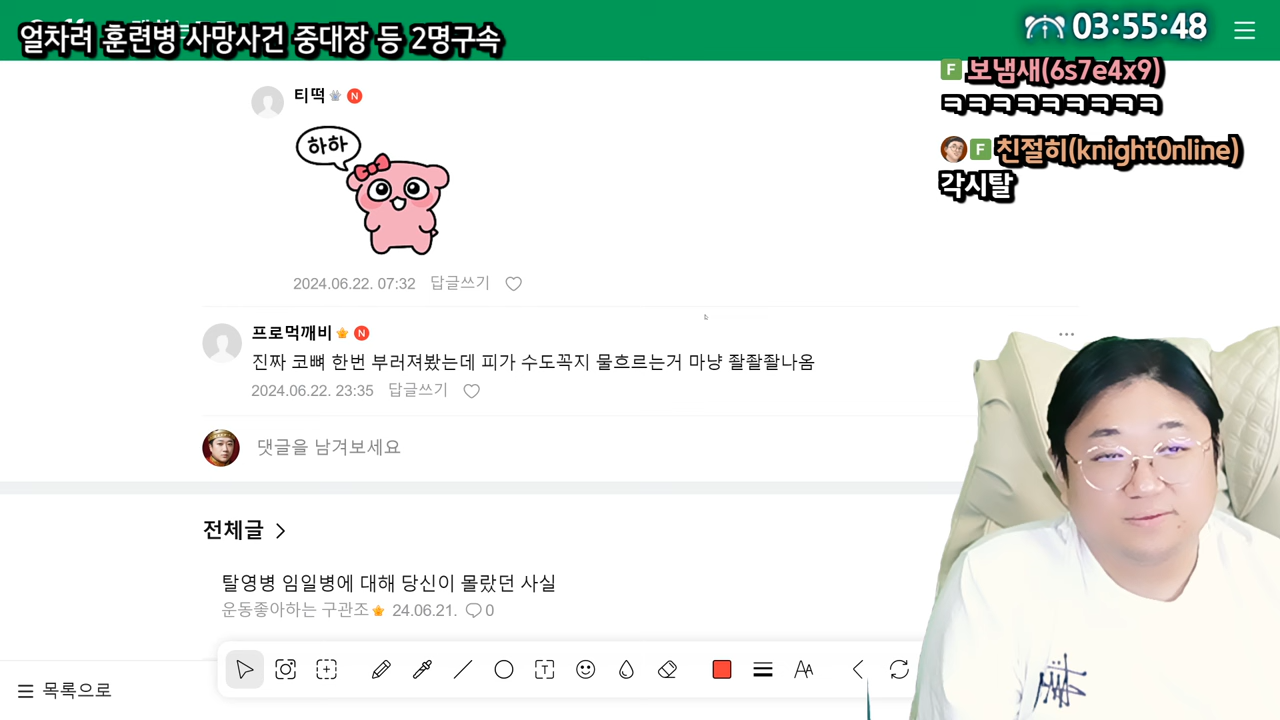 얼차려 훈련병 사망사건 중대장 등 2명구속
03:55:48
F 보냄새(6s7e4x9)
ㅋㅋㅋㅋㅋㅋㅋㅋㅋ
F 친절히(knight0nline)
각시탈
티떡 N
하하
2024.06.22. 07:32 답글쓰기
프로먹깨비 N
진짜 코뼈 한번 부러져봤는데 피가 수도꼭지 물흐르는거 마냥 좔좔좔나옴
2024.06.22. 23:35 답글쓰기
댓글을 남겨보세요
전체글
탈영병 임일병에 대해 당신이 몰랐던 사실
운동좋아하는 구관조 24.06.21. 0
목록으로
T
AA